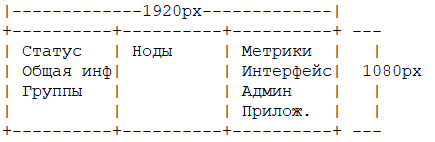 |-------------1920px-------------|
+----------+----------+----------+ ---
| Статус   | Ноды     | Метрики  |  |
| Общая инф|          | Интерфейс| 1080px
| Группы   |          | Админ    |  |
|          |          | Прилож.  |  |
+----------+----------+----------+ ---